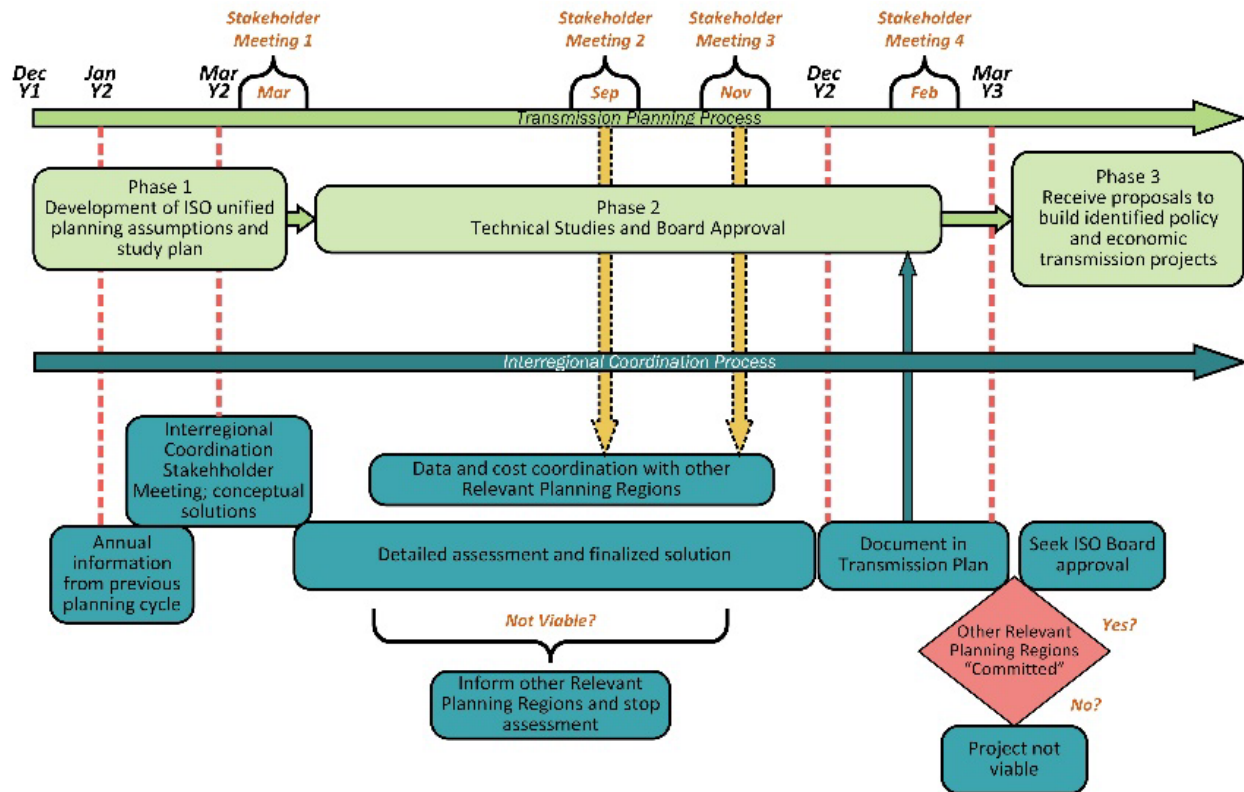 Stakeholder
Meeting 1
Stakeholder
Meeting 2
Stakeholder
Meeting 3
Stakeholder
Meeting 4
Dec
Y1
Jan
Y2
Mar
Y2
Mar
Sep
Nov
Dec
Y2
Feb
Mar
Y3
Transmission Planning Process
Phase 1
Development of ISO unified
planning assumptions and
study plan
Phase 2
Technical Studies and Board Approval
Phase 3
Receive proposals to
build identified policy
and economic
transmission projects
Interregional Coordination Process
Interregional
Coordination
Stakehholder
Meeting; conceptual
solutions
Data and cost coordination with other
Relevant Planning Regions
Annual
information
from previous
planning cycle
Detailed assessment and finalized solution
Document in
Transmission Plan
Seek ISO Board
approval
Not Viable?
Inform other Relevant
Planning Regions and stop
assessment
Other Relevant
Planning Regions
“Committed”
Yes?
No?
Project not
viable